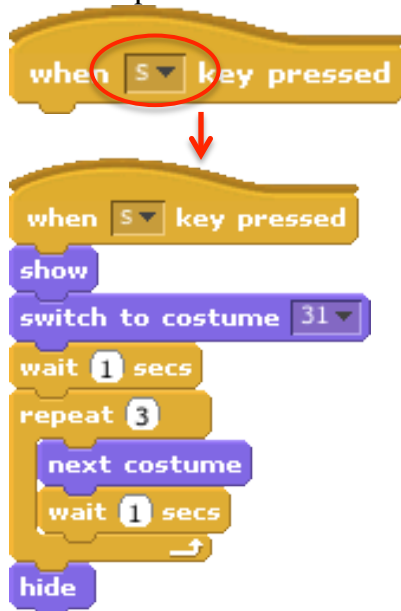 when s key pressed
when s key pressed
show
switch to costume 31
wait 1 secs
repeat 3
next costume
wait 1 secs
hide